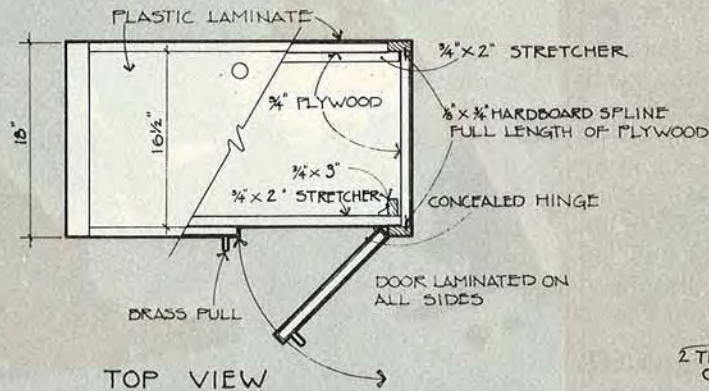 PLASTIC LAMINATE
18"
16½"
¾" x 2" STRETCHER
¾" PLYWOOD
⅛" x ¾" HARDBOARD SPLINE
FULL LENGTH OF PLYWOOD
¾" x 3"
¾" x 2" STRETCHER
CONCEALED HINGE
DOOR LAMINATED ON
ALL SIDES
BRASS PULL
TOP VIEW